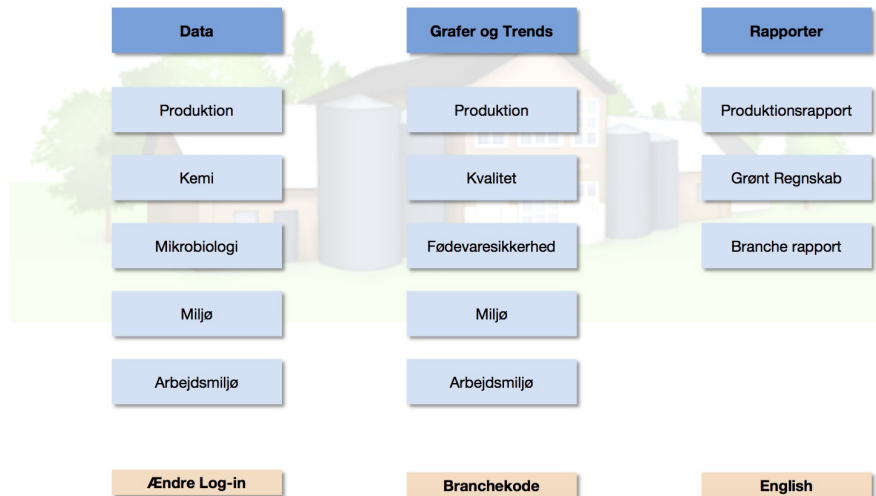 Data
Grafer og Trends
Rapporter
Produktion
Produktion
Produktionsrapport
Kemi
Kvalitet
Grønt Regnskab
Mikrobiologi
Fødevaresikkerhed
Branche rapport
Miljø
Miljø
Arbejdsmiljø
Arbejdsmiljø
Ændre Log-in
Branchekode
English